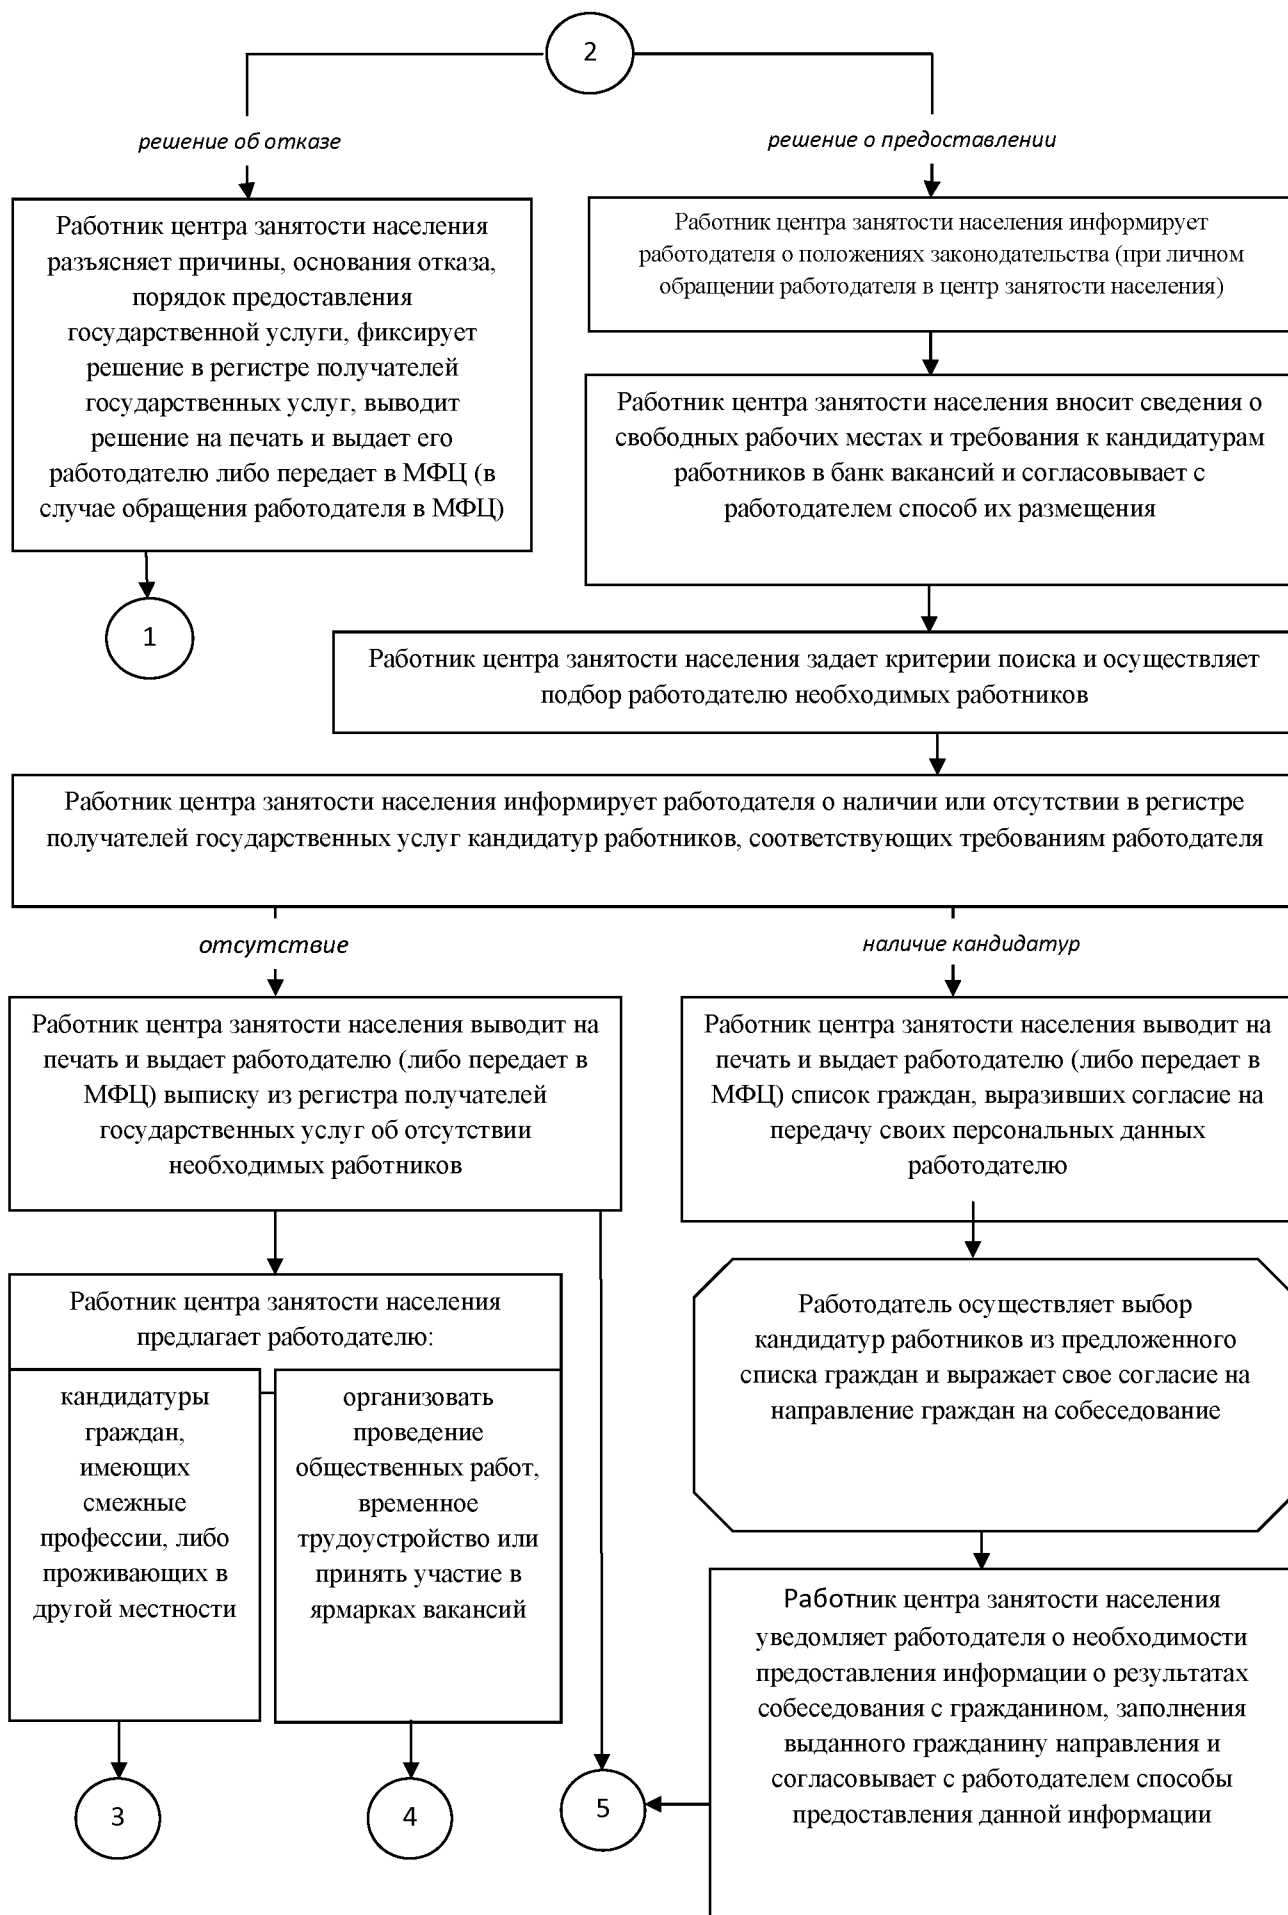 2
решение об отказе
решение о предоставлении
Работник центра занятости населения
разъясняет причины, основания отказа,
порядок предоставления
государственной услуги, фиксирует
решение в регистре получателей
государственных услуг, выводит
решение на печать и выдает его
работодателю либо передает в МФЦ (в
случае обращения работодателя в МФЦ)
1
Работник центра занятости населения информирует
работодателя о положениях законодательства (при личном
обращении работодателя в центр занятости населения)
Работник центра занятости населения вносит сведения о
свободных рабочих местах и требования к кандидатурам
работников в банк вакансий и согласовывает с
работодателем способ их размещения
Работник центра занятости населения задает критерии поиска и осуществляет
подбор работодателю необходимых работников
Работник центра занятости населения информирует работодателя о наличии или отсутствии в регистре
получателей государственных услуг кандидатур работников, соответствующих требованиям работодателя
отсутствие
наличие кандидатур
Работник центра занятости населения выводит на
печать и выдает работодателю (либо передает в
МФЦ) выписку из регистра получателей
государственных услуг об отсутствии
необходимых работников
Работник центра занятости населения выводит на
печать и выдает работодателю (либо передает в
МФЦ) список граждан, выразивших согласие на
передачу своих персональных данных
работодателю
Работник центра занятости населения
предлагает работодателю:
кандидатуры
граждан,
имеющих
смежные
профессии, либо
проживающих в
другой местности
организовать
проведение
общественных работ,
временное
трудоустройство или
принять участие в
ярмарках вакансий
Работодатель осуществляет выбор
кандидатур работников из предложенного
списка граждан и выражает свое согласие на
направление граждан на собеседование
Работник центра занятости населения
уведомляет работодателя о необходимости
предоставления информации о результатах
собеседования с гражданином, заполнения
выданного гражданину направления и
согласовывает с работодателем способы
предоставления данной информации
3
4
5